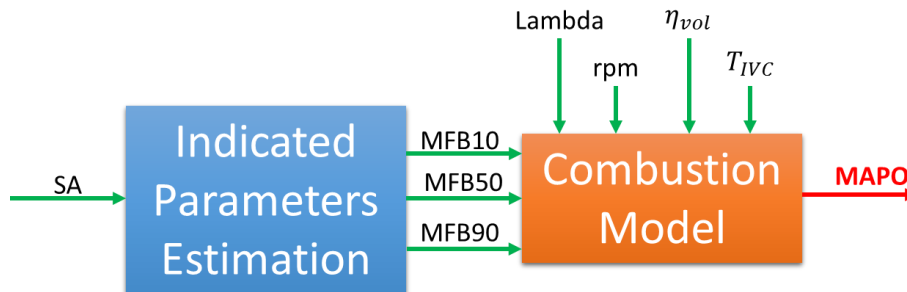 Lambda
η_vol
rpm
T_IVC
SA
Indicated
Parameters
Estimation
MFB10
MFB50
MFB90
Combustion
Model
MAPO